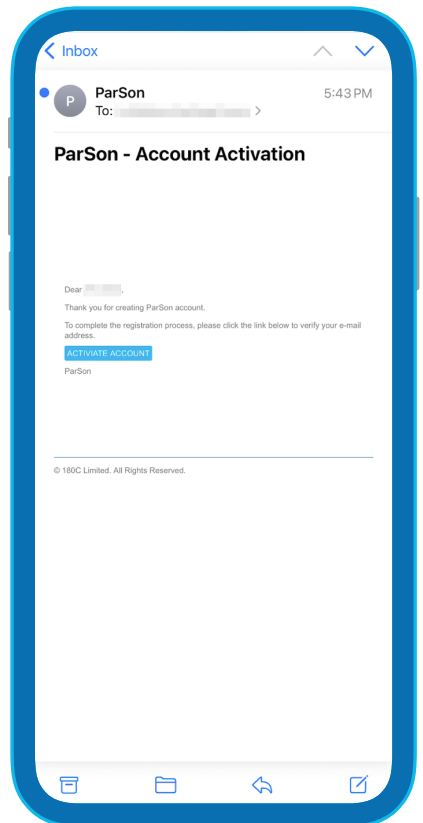 Inbox
P
ParSon
5:43 PM
To:
ParSon - Account Activation
Dear ,
Thank you for creating ParSon account.
To complete the registration process, please click the link below to verify your e-mail
address.
ACTIVIATE ACCOUNT
ParSon
© 180C Limited. All Rights Reserved.